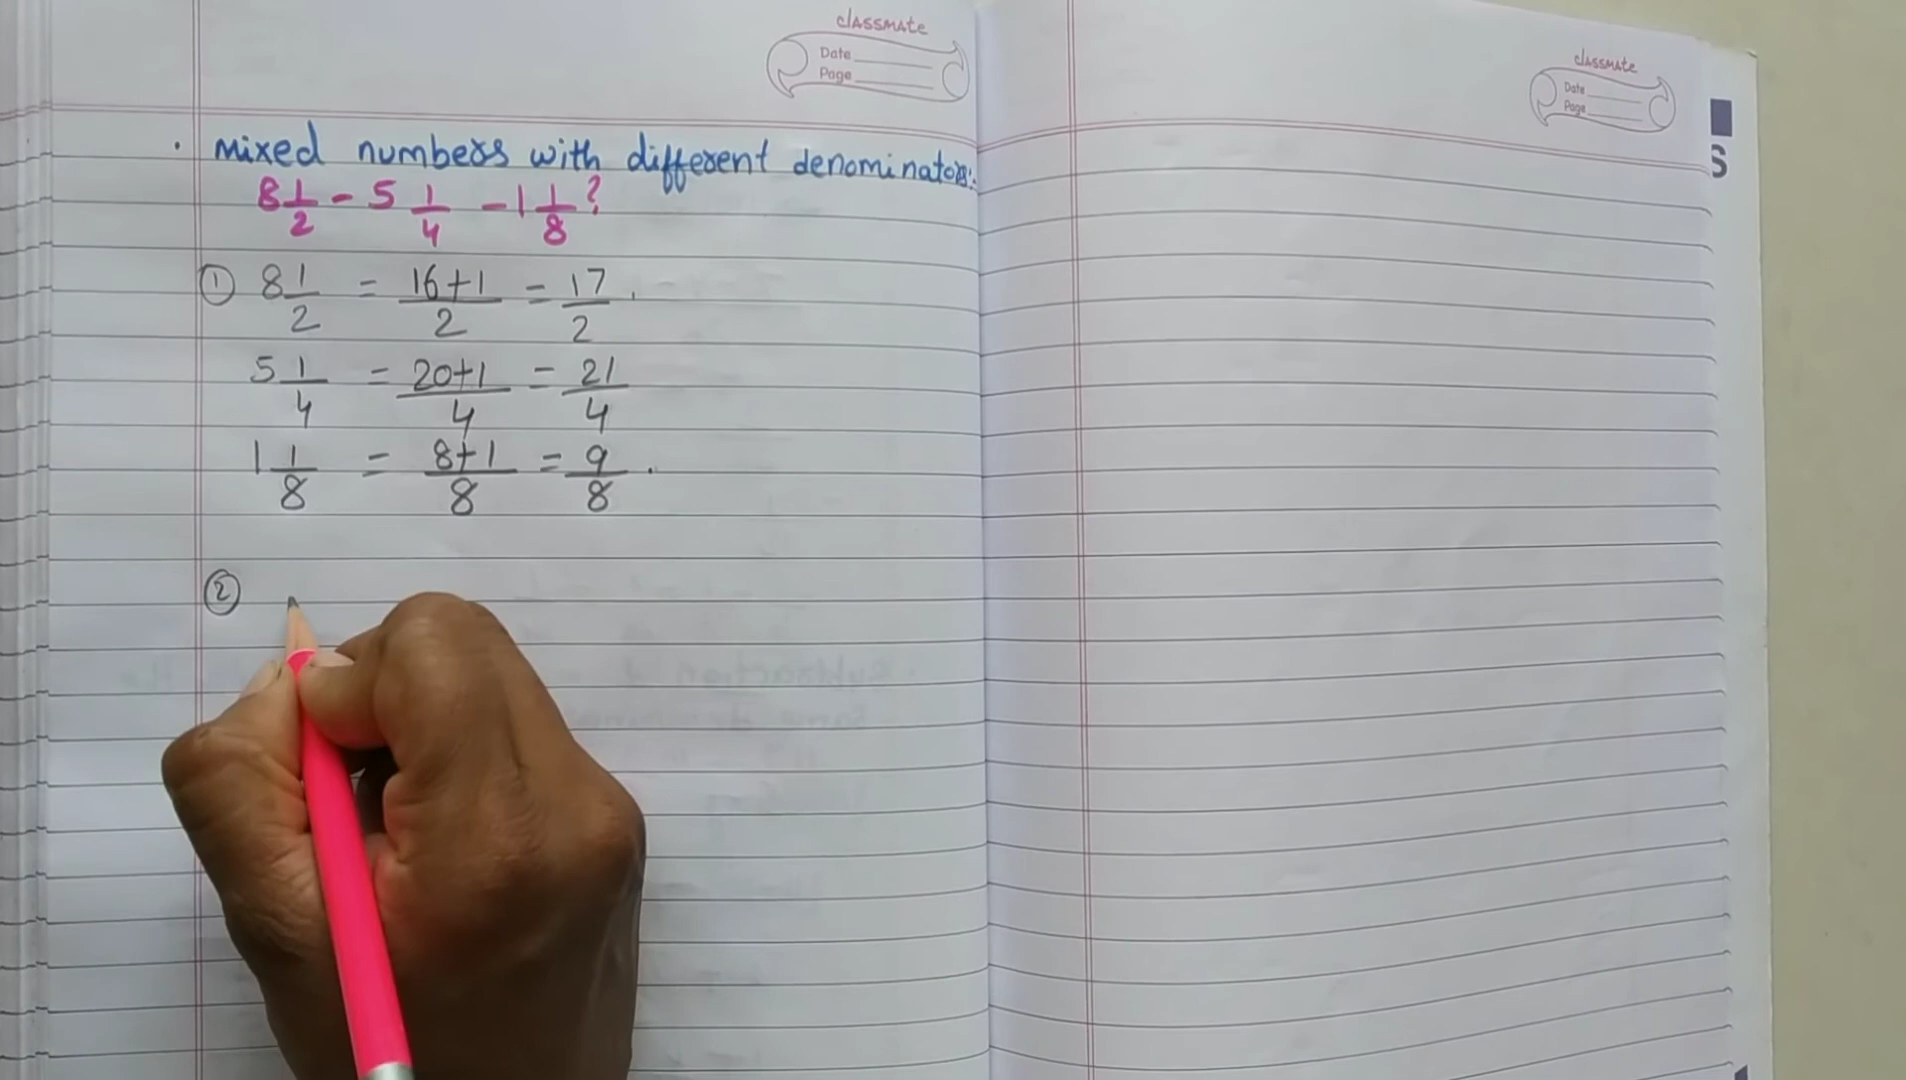 classmate
Date
Page
classmate
Date
Page
S
· mixed numbers with different denominators:-
8 1/2 - 5 1/4 - 1 1/8 ?
① 8 1/2 = 16+1/2 = 17/2 .
5 1/4 = 20+1/4 = 21/4
1 1/8 = 8+1/8 = 9/8 .
②